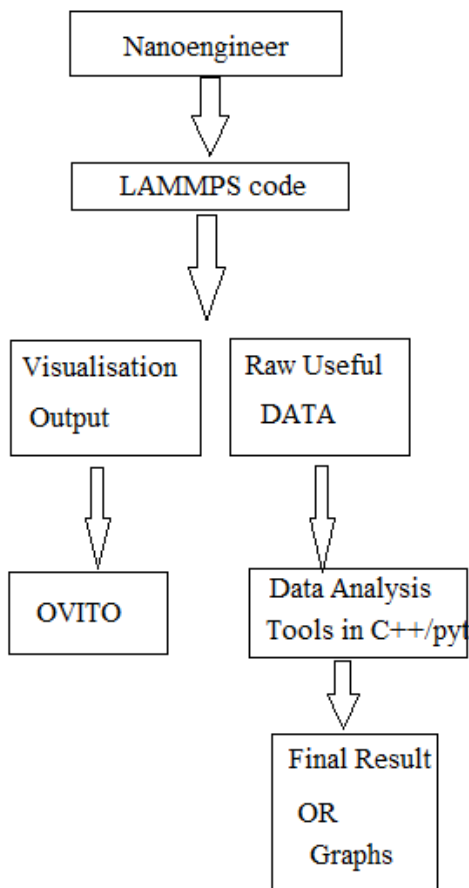 Nanoengineer
LAMMPS code
Visualisation
Output
Raw Useful
DATA
OVITO
Data Analysis
Tools in C++/pyt
Final Result
OR
Graphs